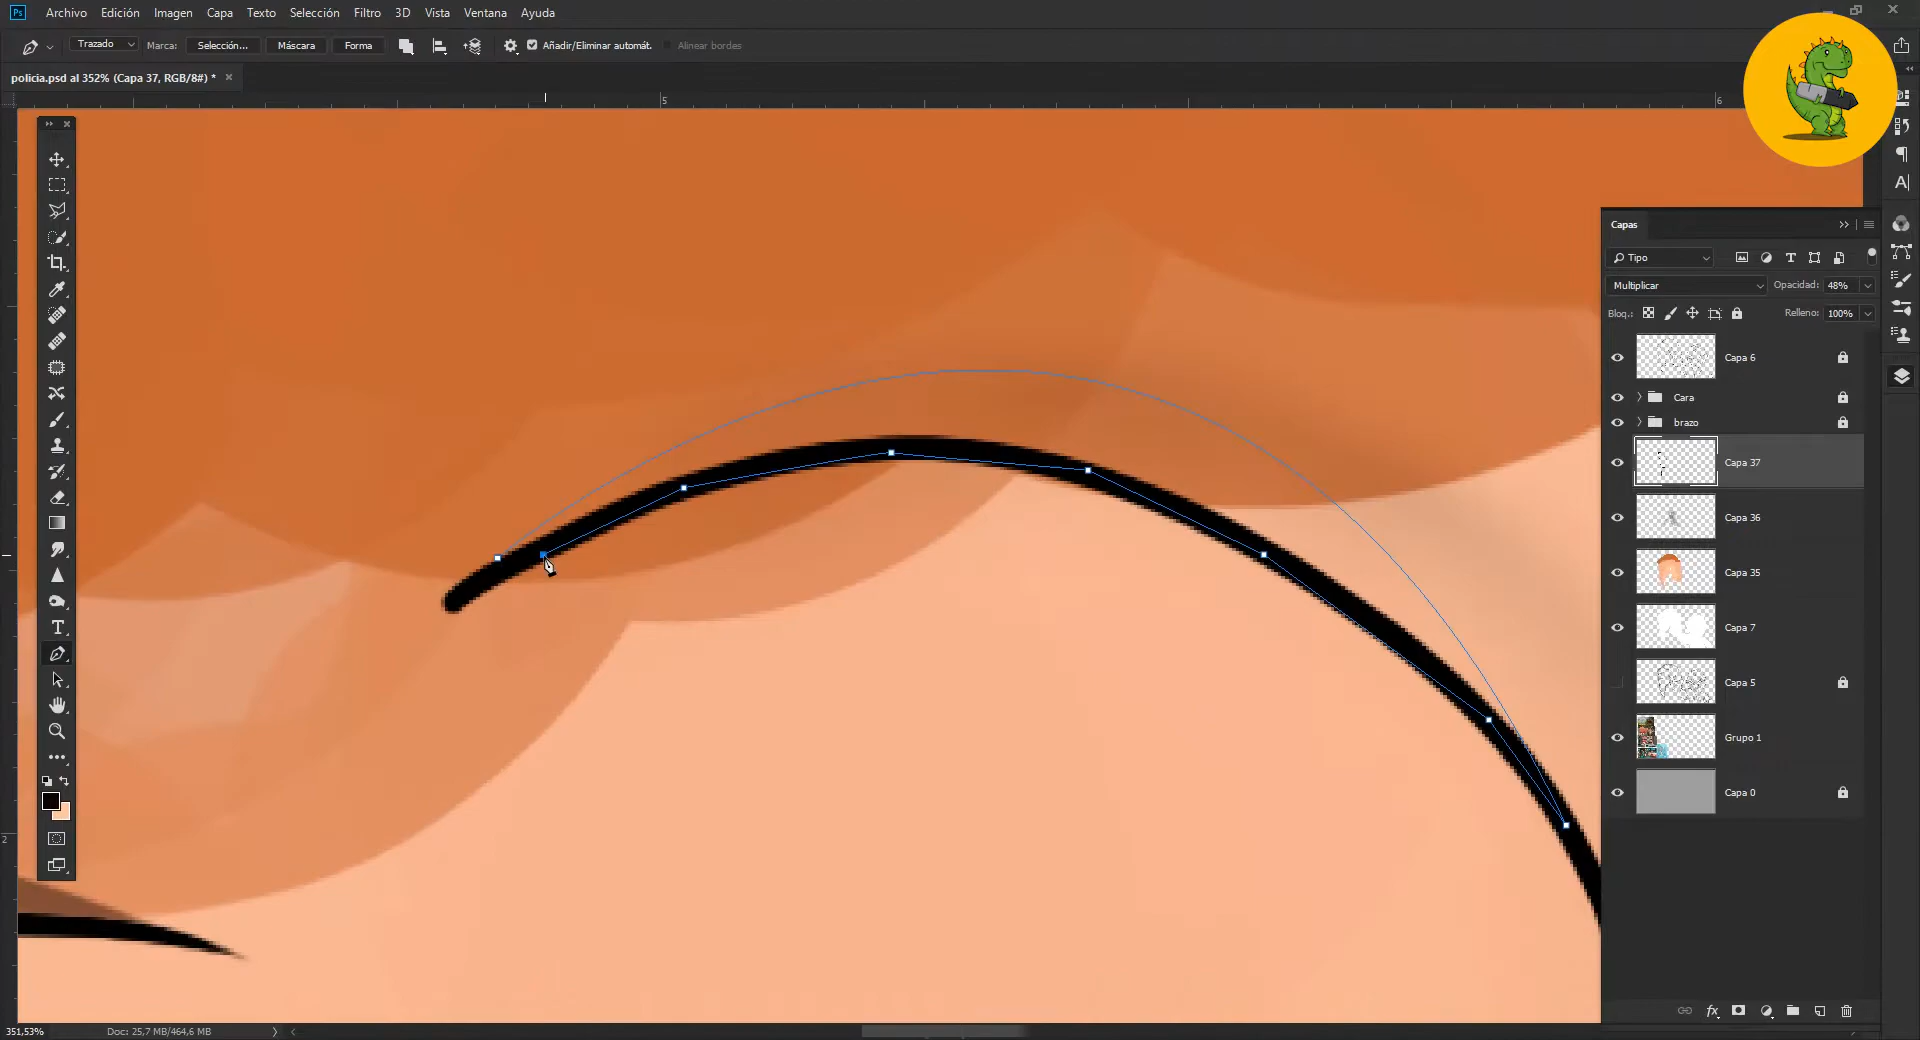 Ps Archivo Edición Imagen Capa Texto Selección Filtro 3D Vista Ventana Ayuda
Trazado Marca: Selección... Máscara Forma Añadir/Eliminar automát. Alinear bordes
policia.psd al 352% (Capa 37, RGB/8#) * ×
5 6
Capas
Tipo
Multiplicar Opacidad: 48%
Bloq.: Relleno: 100%
Capa 6
Cara
brazo
Capa 37
Capa 36
Capa 35
Capa 7
Capa 5
Grupo 1
Capa 0
2
351,53% Doc: 25,7 MB/464,6 MB